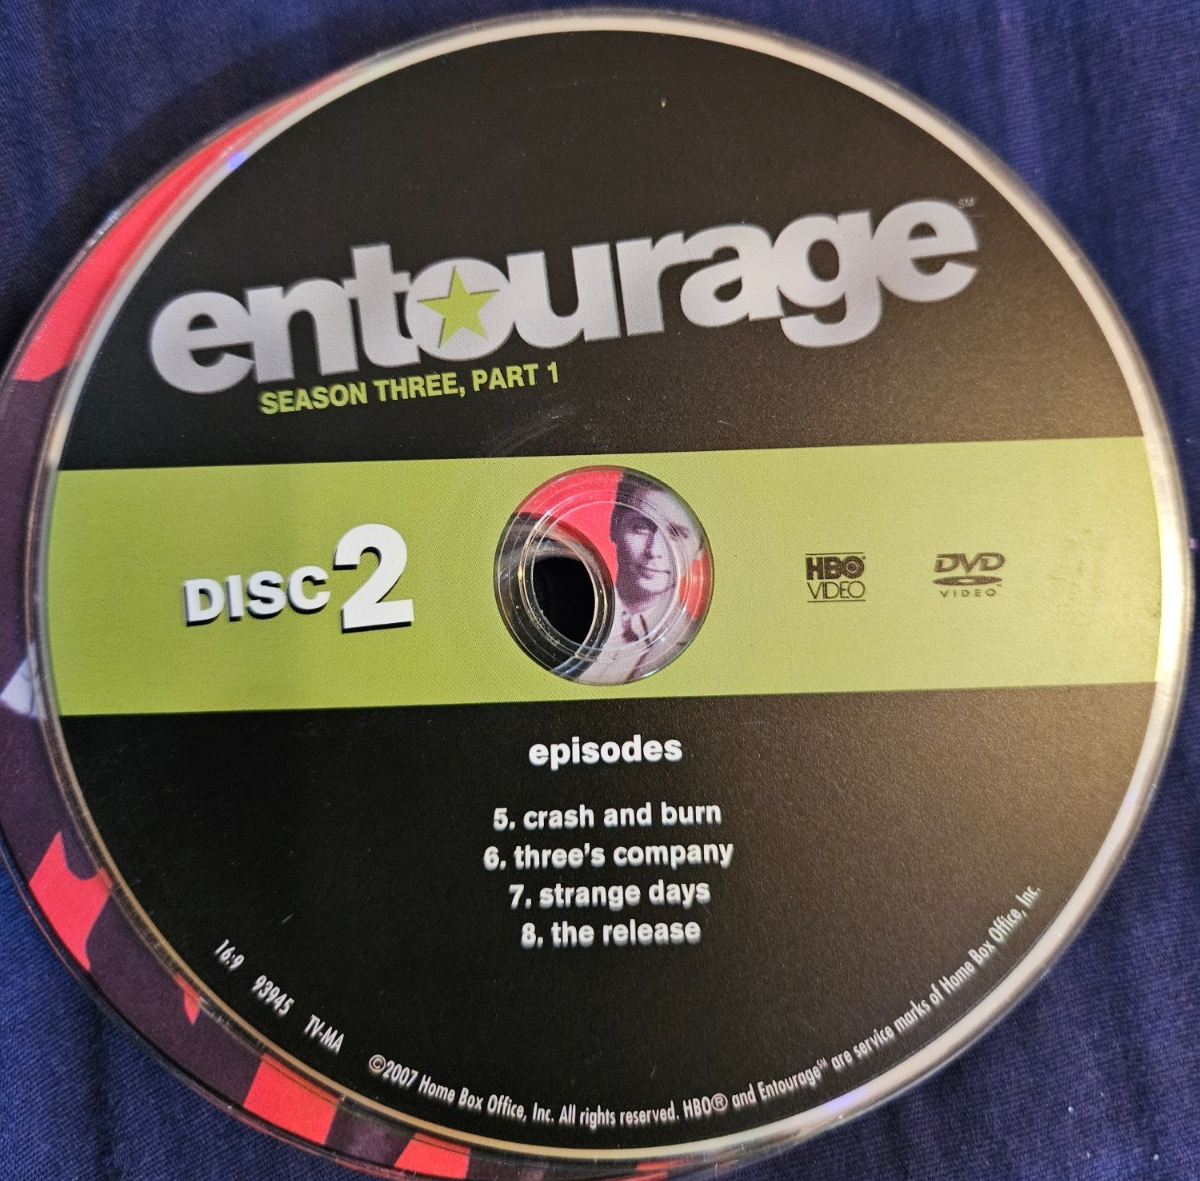 entourage SM
SEASON THREE, PART 1
DISC 2
HBO
VIDEO
DVD
VIDEO
episodes
5. crash and burn
6. three's company
7. strange days
8. the release
16:9 93945 TV-MA ©2007 Home Box Office, Inc. All rights reserved. HBO® and Entourage℠ are service marks of Home Box Office, Inc.